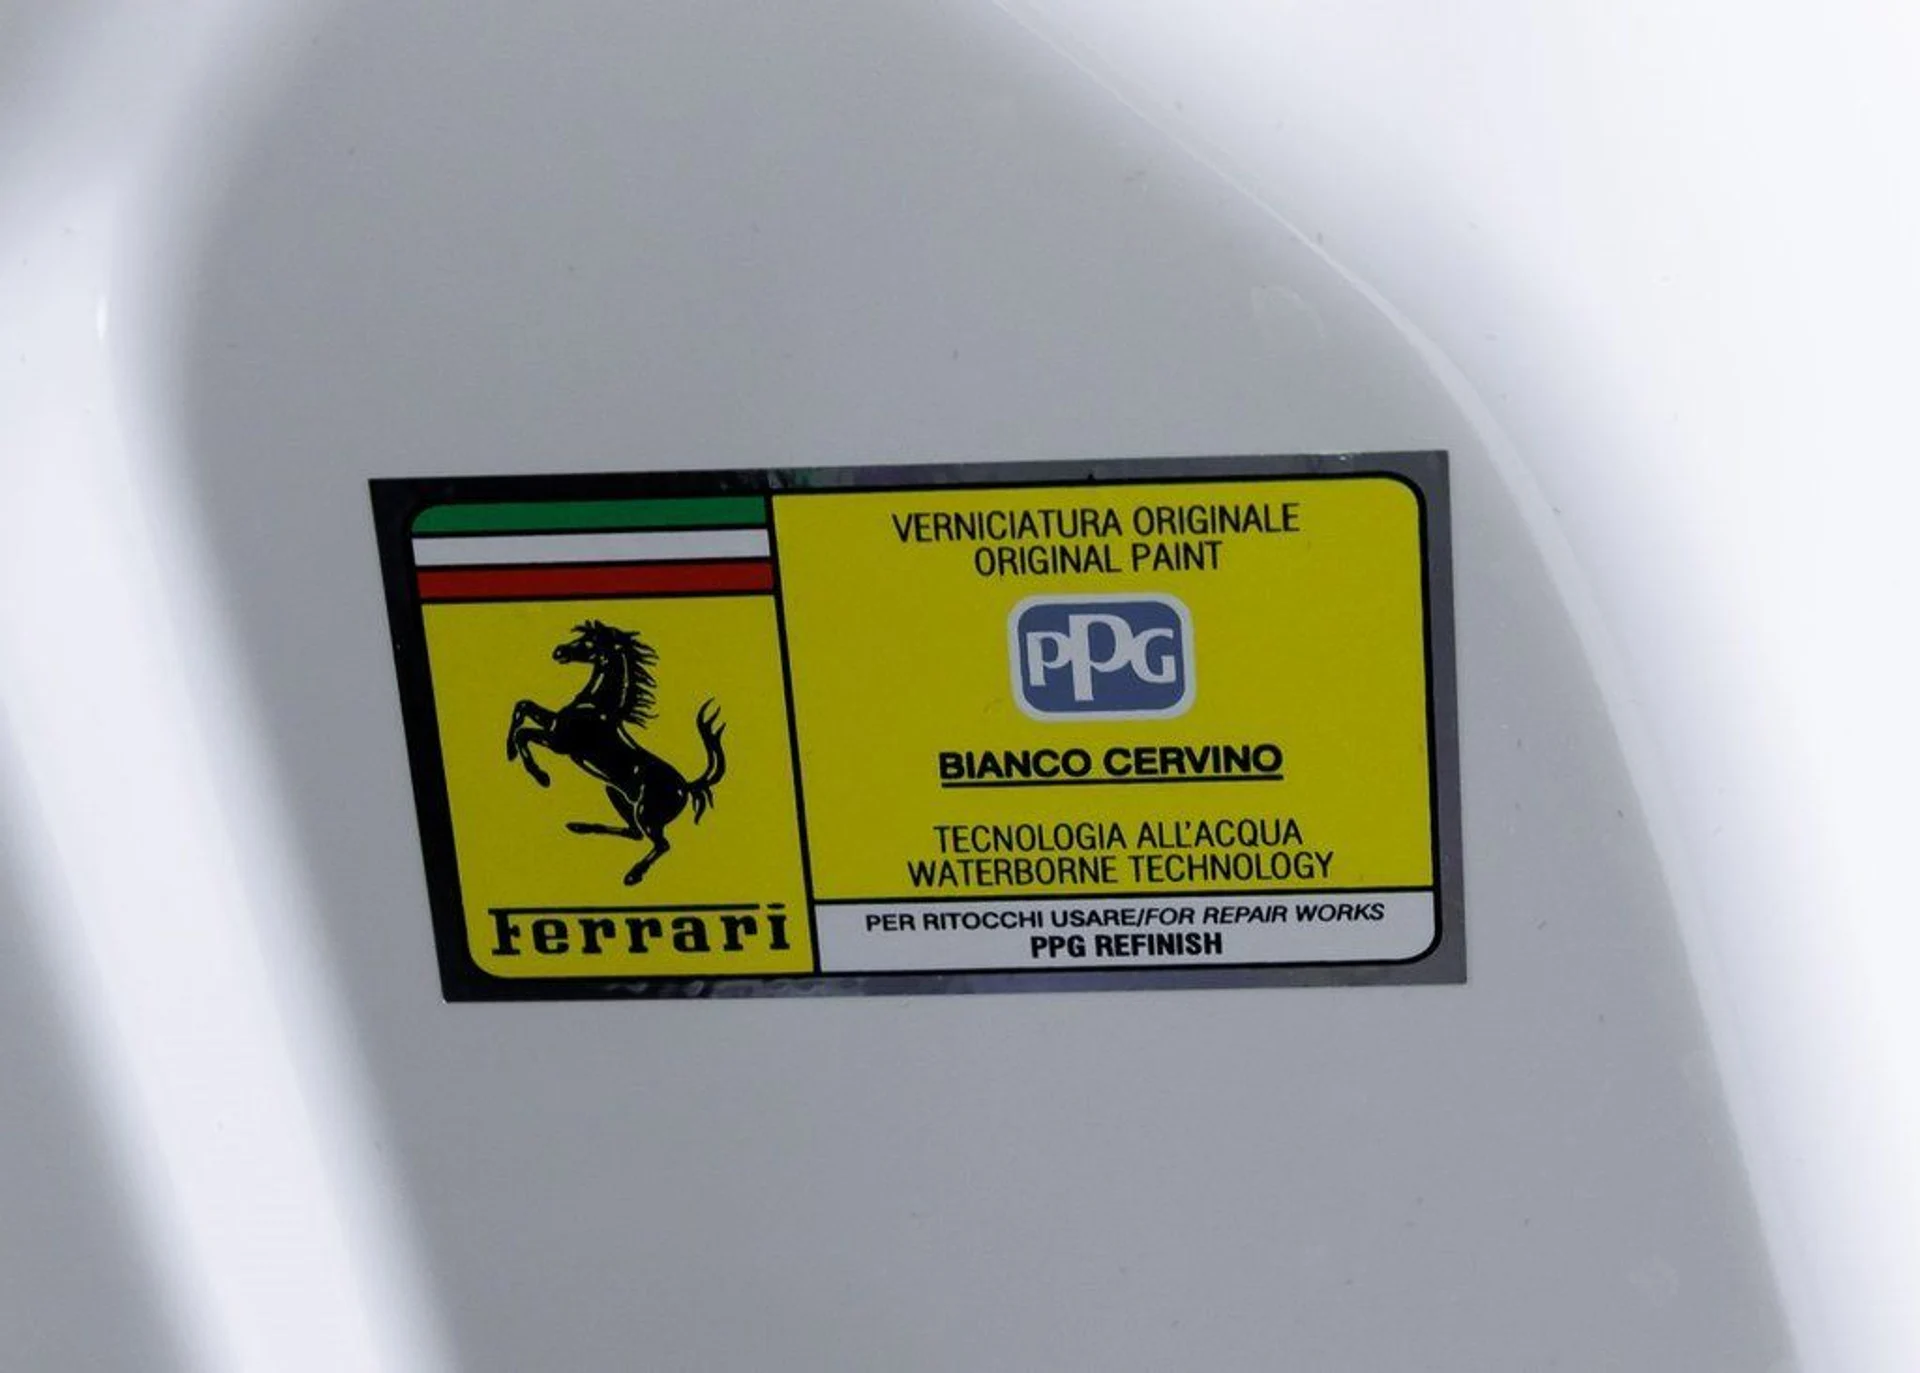 Ferrari
VERNICIATURA ORIGINALE
ORIGINAL PAINT
PPG
BIANCO CERVINO
TECNOLOGIA ALL'ACQUA
WATERBORNE TECHNOLOGY
PER RITOCCHI USARE/FOR REPAIR WORKS
PPG REFINISH